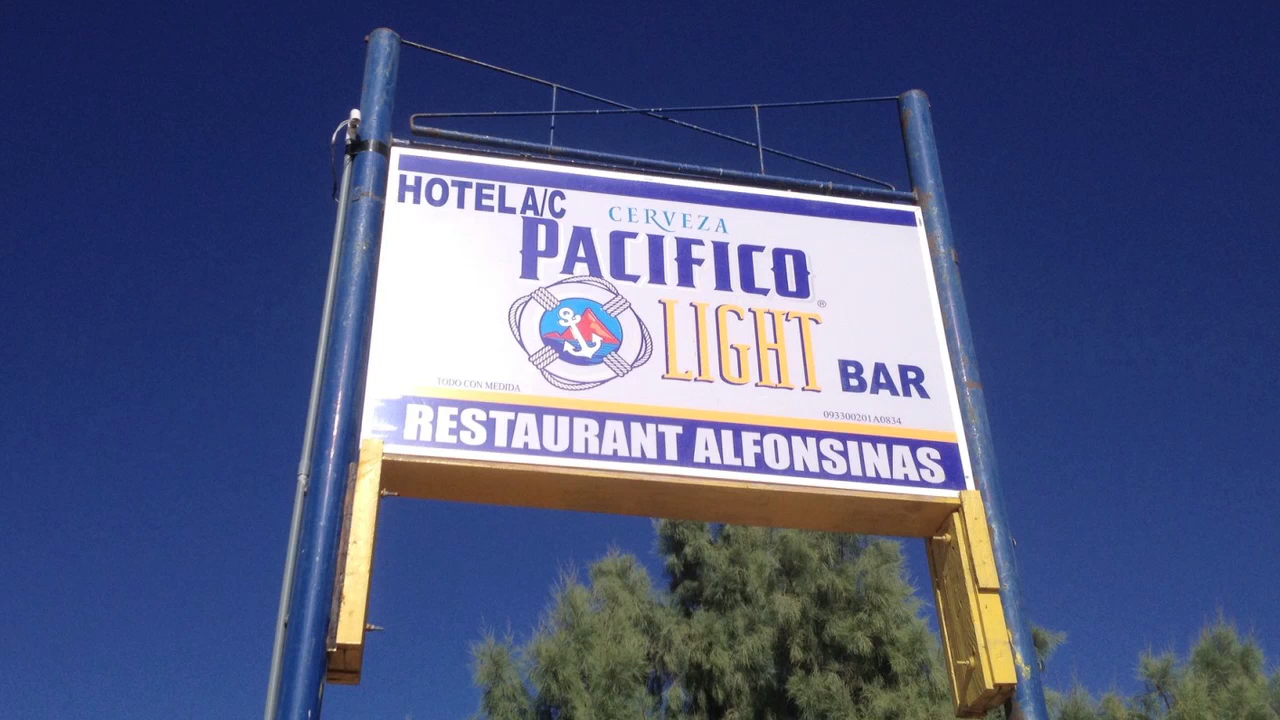 HOTEL A/C
CERVEZA
PACIFICO®
LIGHT
BAR
TODO CON MEDIDA
093300201A0834
RESTAURANT ALFONSINAS